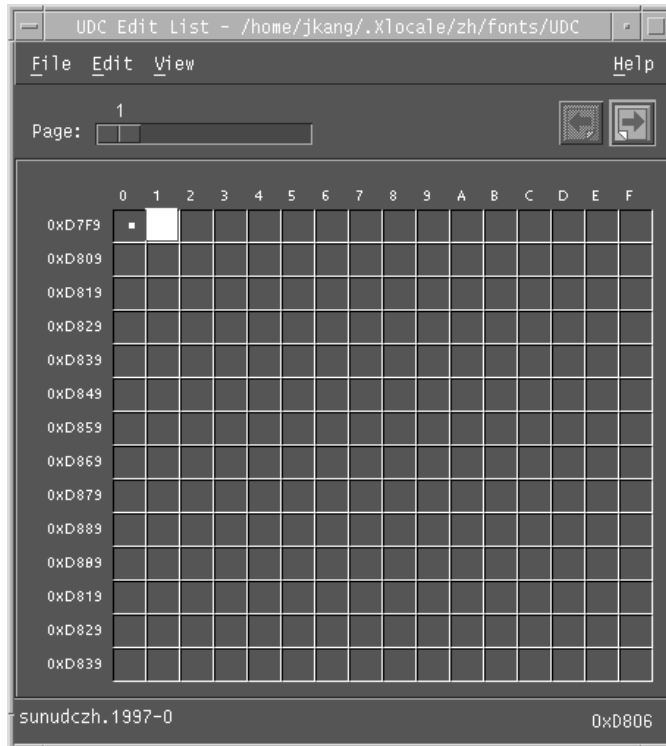 UDC Edit List - /home/jkang/.Xlocale/zh/fonts/UDC
File Edit View Help
1
Page:
0 1 2 3 4 5 6 7 8 9 A B C D E F
0xD7F9
0xD809
0xD819
0xD829
0xD839
0xD849
0xD859
0xD869
0xD879
0xD889
0xD889
0xD819
0xD829
0xD839
sunudczh.1997-0 0xD806